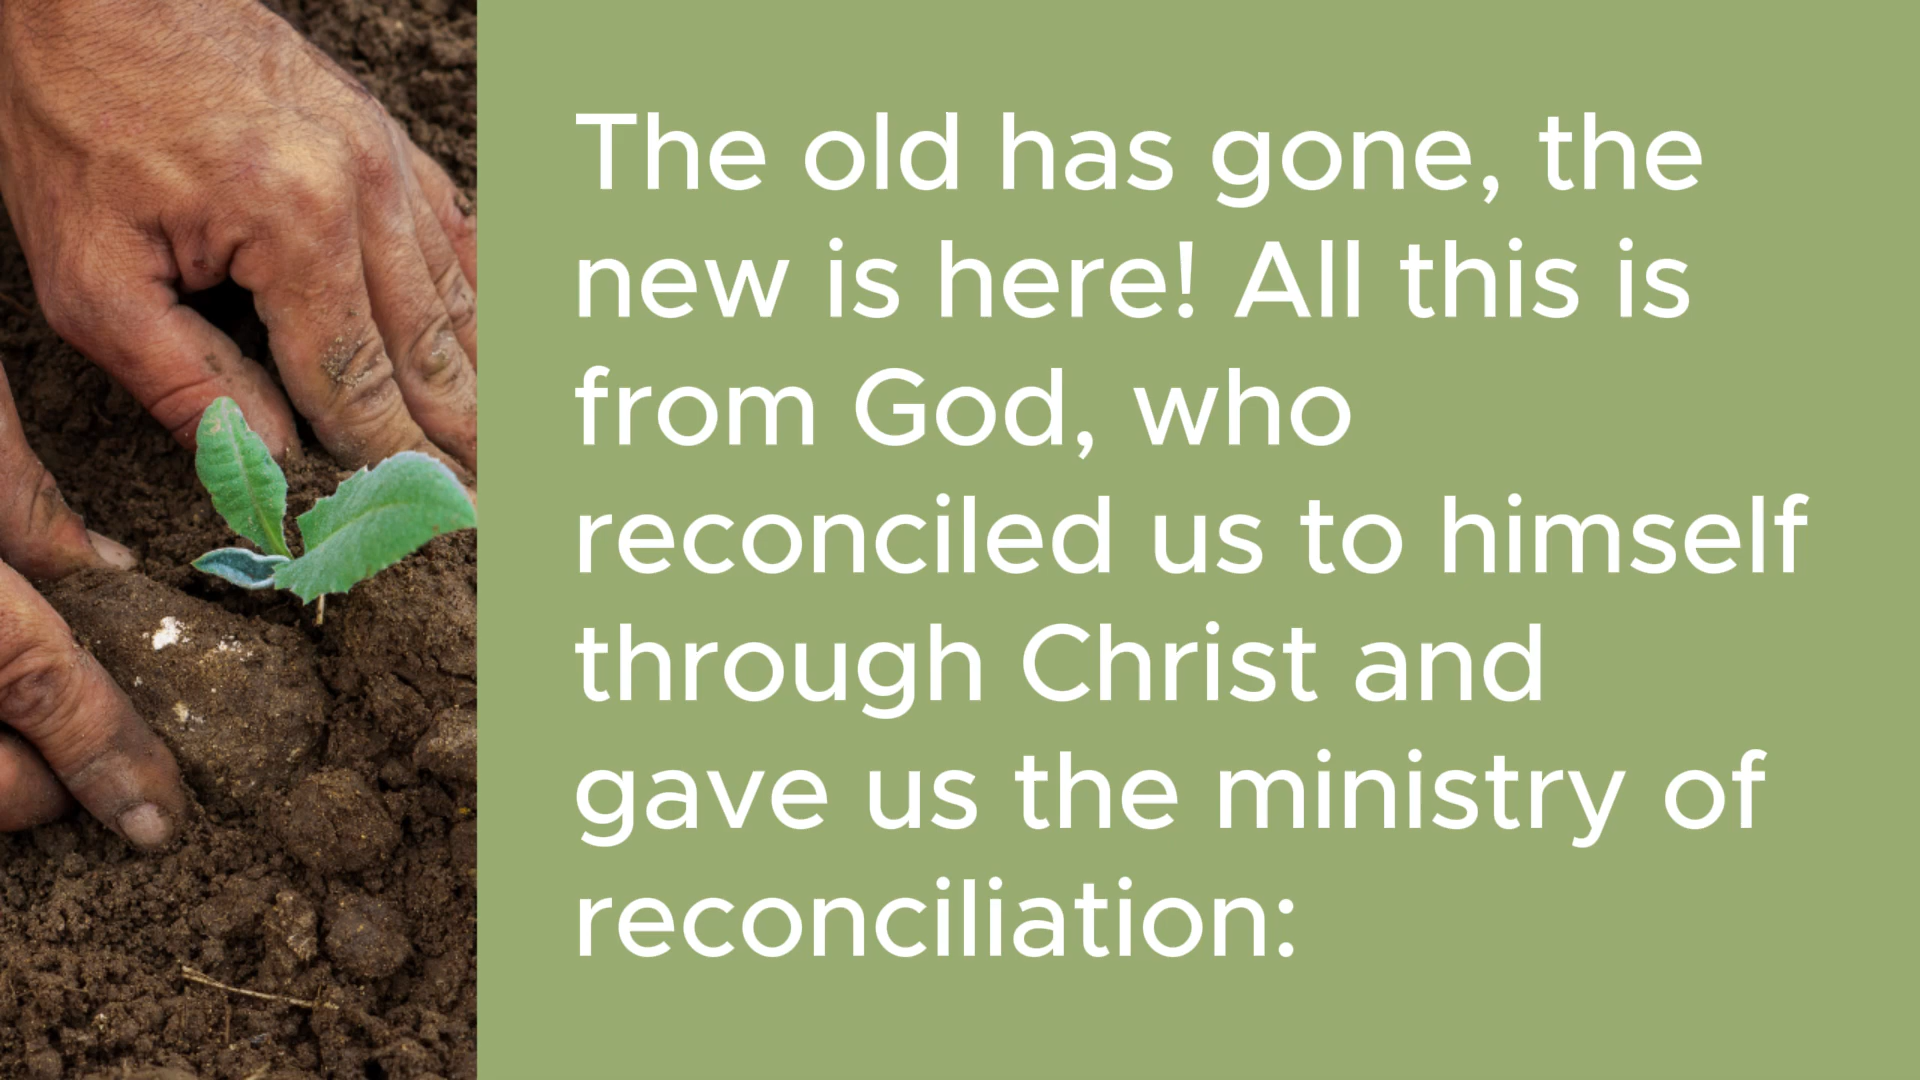 The old has gone, the
new is here! All this is
from God, who
reconciled us to himself
through Christ and
gave us the ministry of
reconciliation: